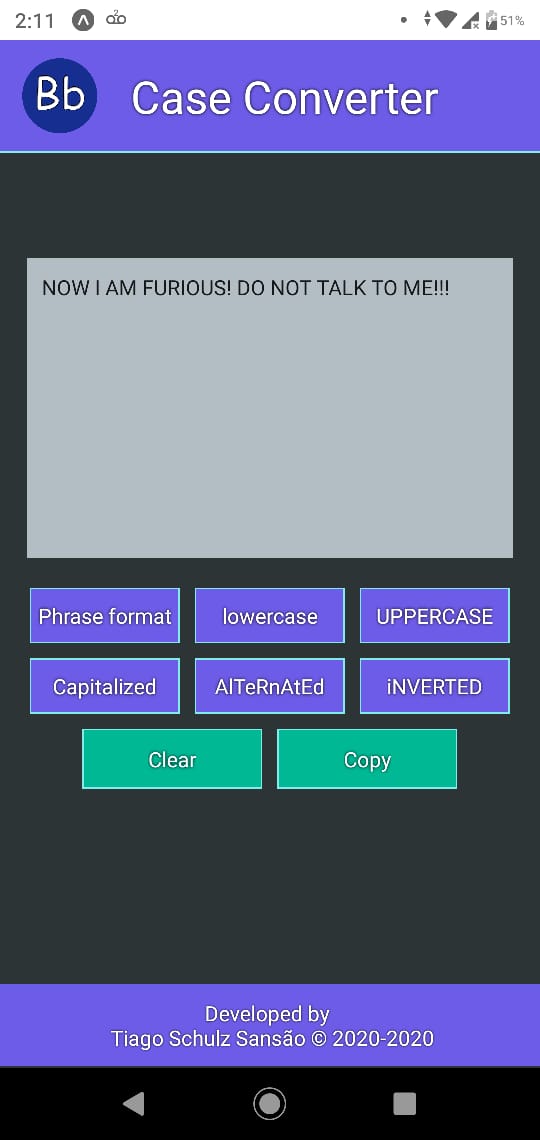 2:11
51%
Bb
Case Converter
NOW I AM FURIOUS! DO NOT TALK TO ME!!!
Phrase format
lowercase
UPPERCASE
Capitalized
AlTeRnAtEd
iNVERTED
Clear
Copy
Developed by
Tiago Schulz Sansão © 2020-2020